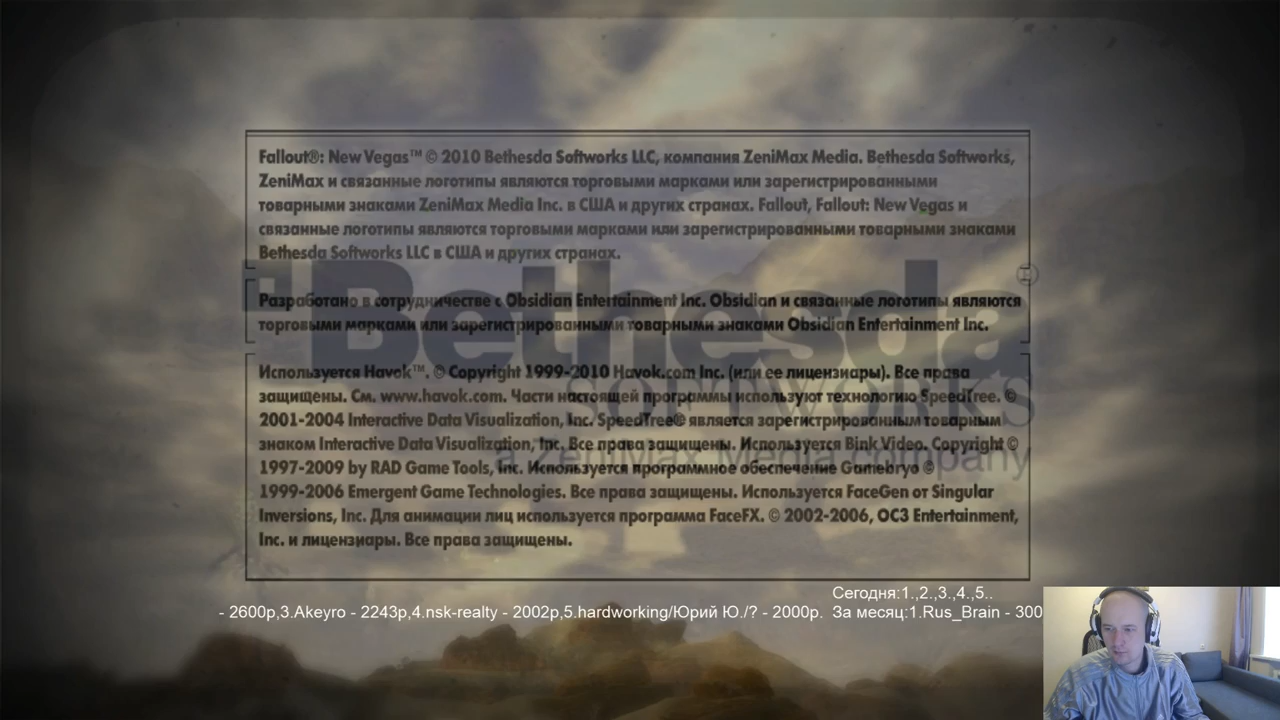 Fallout®: New Vegas™ © 2010 Bethesda Softworks LLC, компания ZeniMax Media. Bethesda Softworks,
ZeniMax и связанные логотипы являются торговыми марками или зарегистрированными
товарными знаками ZeniMax Media Inc. в США и других странах. Fallout, Fallout: New Vegas и
связанные логотипы являются торговыми марками или зарегистрированными товарными знаками
Bethesda Softworks LLC в США и других странах.
Bethesda®
Разработано в сотрудничестве с Obsidian Entertainment Inc. Obsidian и связанные логотипы являются
торговыми марками или зарегистрированными товарными знаками Obsidian Entertainment Inc.
Используется Havok™. © Copyright 1999-2010 Havok.com Inc. (или ее лицензиары). Все права
защищены. См. www.havok.com. Части настоящей программы используют технологию SpeedTree. ©
SOFTWORKS
2001-2004 Interactive Data Visualization, Inc. SpeedTree® является зарегистрированным товарным
знаком Interactive Data Visualization, Inc. Все права защищены. Используется Bink Video. Copyright ©
a ZeniMax Media company
1997-2009 by RAD Game Tools, Inc. Используется программное обеспечение Gamebryo ©
1999-2006 Emergent Game Technologies. Все права защищены. Используется FaceGen от Singular
Inversions, Inc. Для анимации лиц используется программа FaceFX. © 2002-2006, OC3 Entertainment,
Inc. и лицензиары. Все права защищены.
Сегодня:1.,2.,3.,4.,5..
- 2600р,3.Akeyro - 2243р,4.nsk-realty - 2002р,5.hardworking/Юрий Ю./? - 2000р. За месяц:1.Rus_Brain - 300